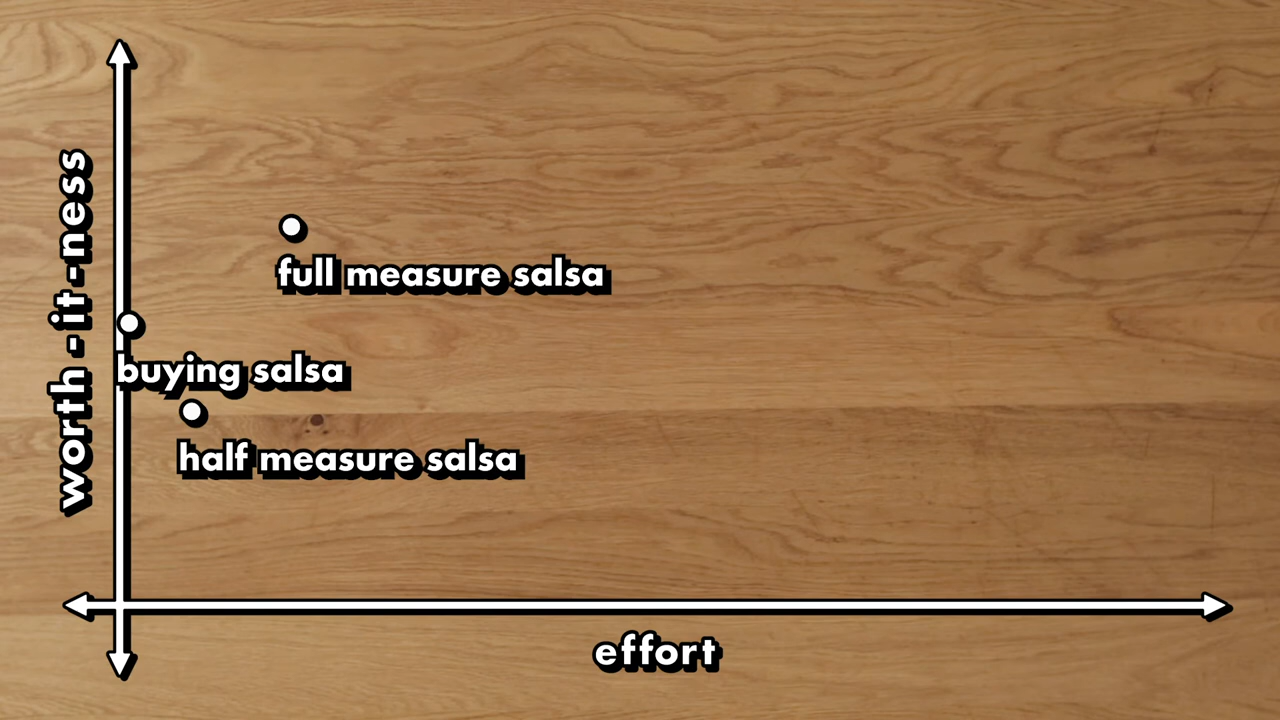 worth-it-ness
full measure salsa
buying salsa
half measure salsa
effort